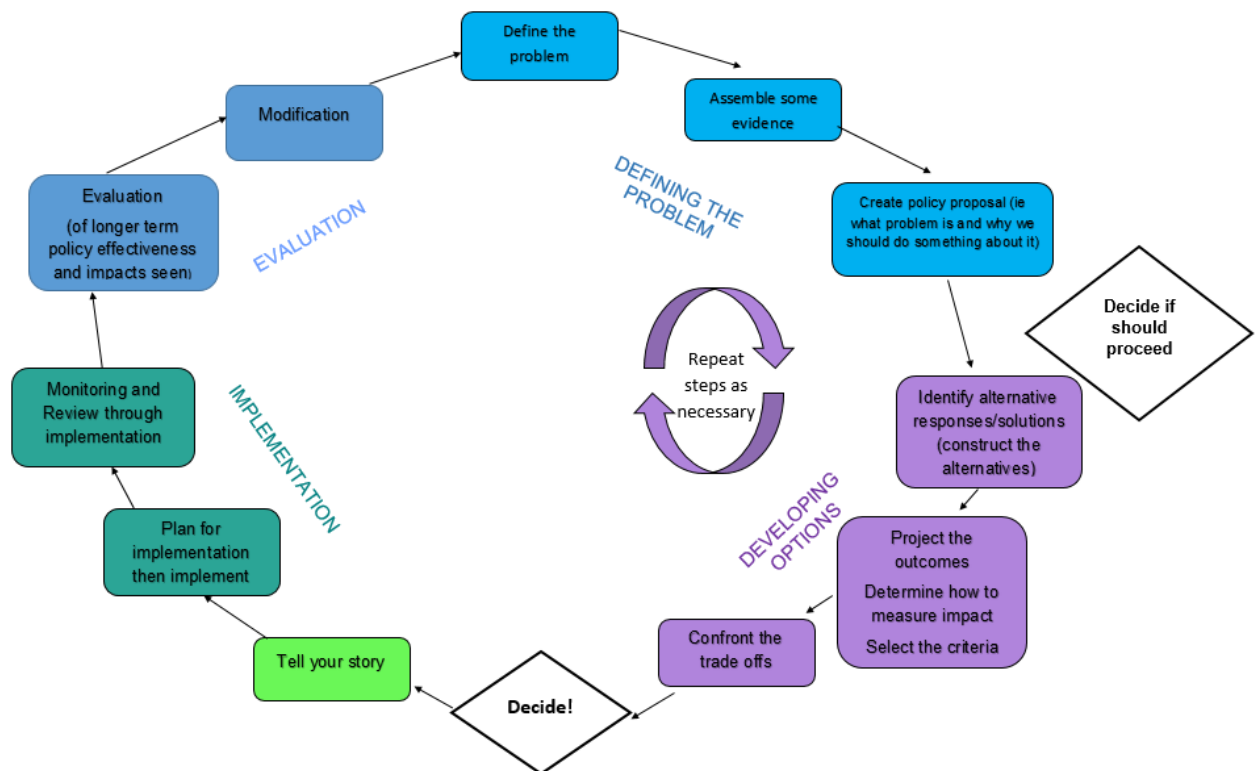 Define the
problem
Assemble some
evidence
Create policy proposal (ie
what problem is and why we
should do something about it)
Decide if
should
proceed
Identify alternative
responses/solutions
(construct the
alternatives)
Project the
outcomes
Determine how to
measure impact
Select the criteria
Confront the
trade offs
Decide!
Tell your story
Plan for
implementation
then implement
Monitoring and
Review through
implementation
Evaluation
(of longer term
policy effectiveness
and impacts seen)
Modification
DEFINING THE
PROBLEM
DEVELOPING
OPTIONS
IMPLEMENTATION
EVALUATION
Repeat
steps as
necessary